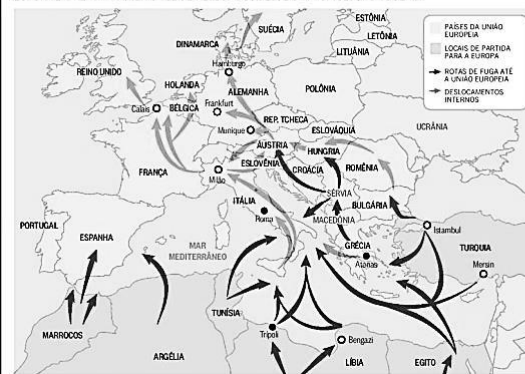 SUÉCIA
ESTÔNIA
LETÔNIA
LITUÂNIA
DINAMARCA
Hamburgo
REINO UNIDO
HOLANDA
ALEMANHA
POLÔNIA
Calais
BÉLGICA
Frankfurt
REP. TCHECA
UCRÂNIA
Munique
ESLOVÁQUIA
ÁUSTRIA
HUNGRIA
FRANÇA
ESLOVÊNIA
CROÁCIA
ROMÊNIA
Milão
SÉRVIA
ITÁLIA
BULGÁRIA
Roma
MACEDÔNIA
Istambul
PORTUGAL
ESPANHA
MAR
MEDITERRÂNEO
GRÉCIA
Atenas
TURQUIA
Mersin
MARROCOS
ARGÉLIA
TUNÍSIA
Trípoli
Bengazi
LÍBIA
EGITO
PAÍSES DA UNIÃO
EUROPEIA
LOCAIS DE PARTIDA
PARA A EUROPA
ROTAS DE FUGA ATÉ
A UNIÃO EUROPEIA
DESLOCAMENTOS
INTERNOS